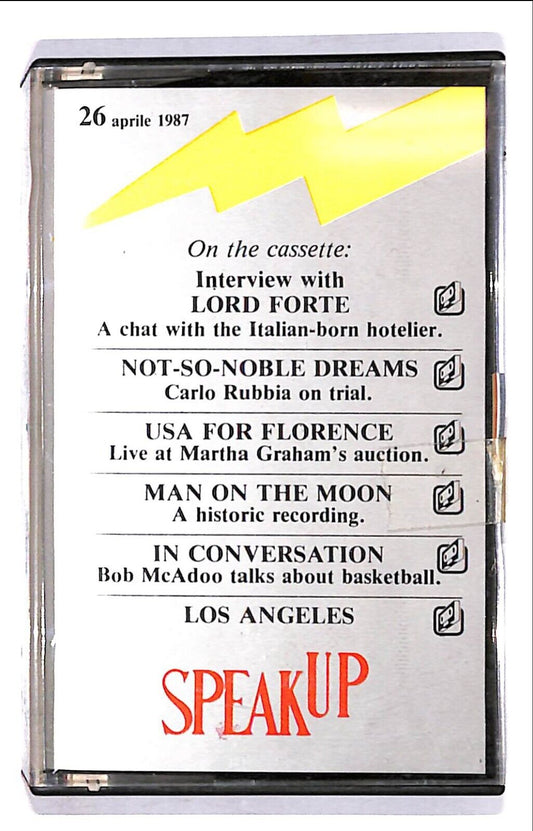 26 aprile 1987
On the cassette:
Interview with
LORD FORTE
A chat with the Italian-born hotelier.
NOT-SO-NOBLE DREAMS
Carlo Rubbia on trial.
USA FOR FLORENCE
Live at Martha Graham's auction.
MAN ON THE MOON
A historic recording.
IN CONVERSATION
Bob McAdoo talks about basketball.
LOS ANGELES
SPEAK UP